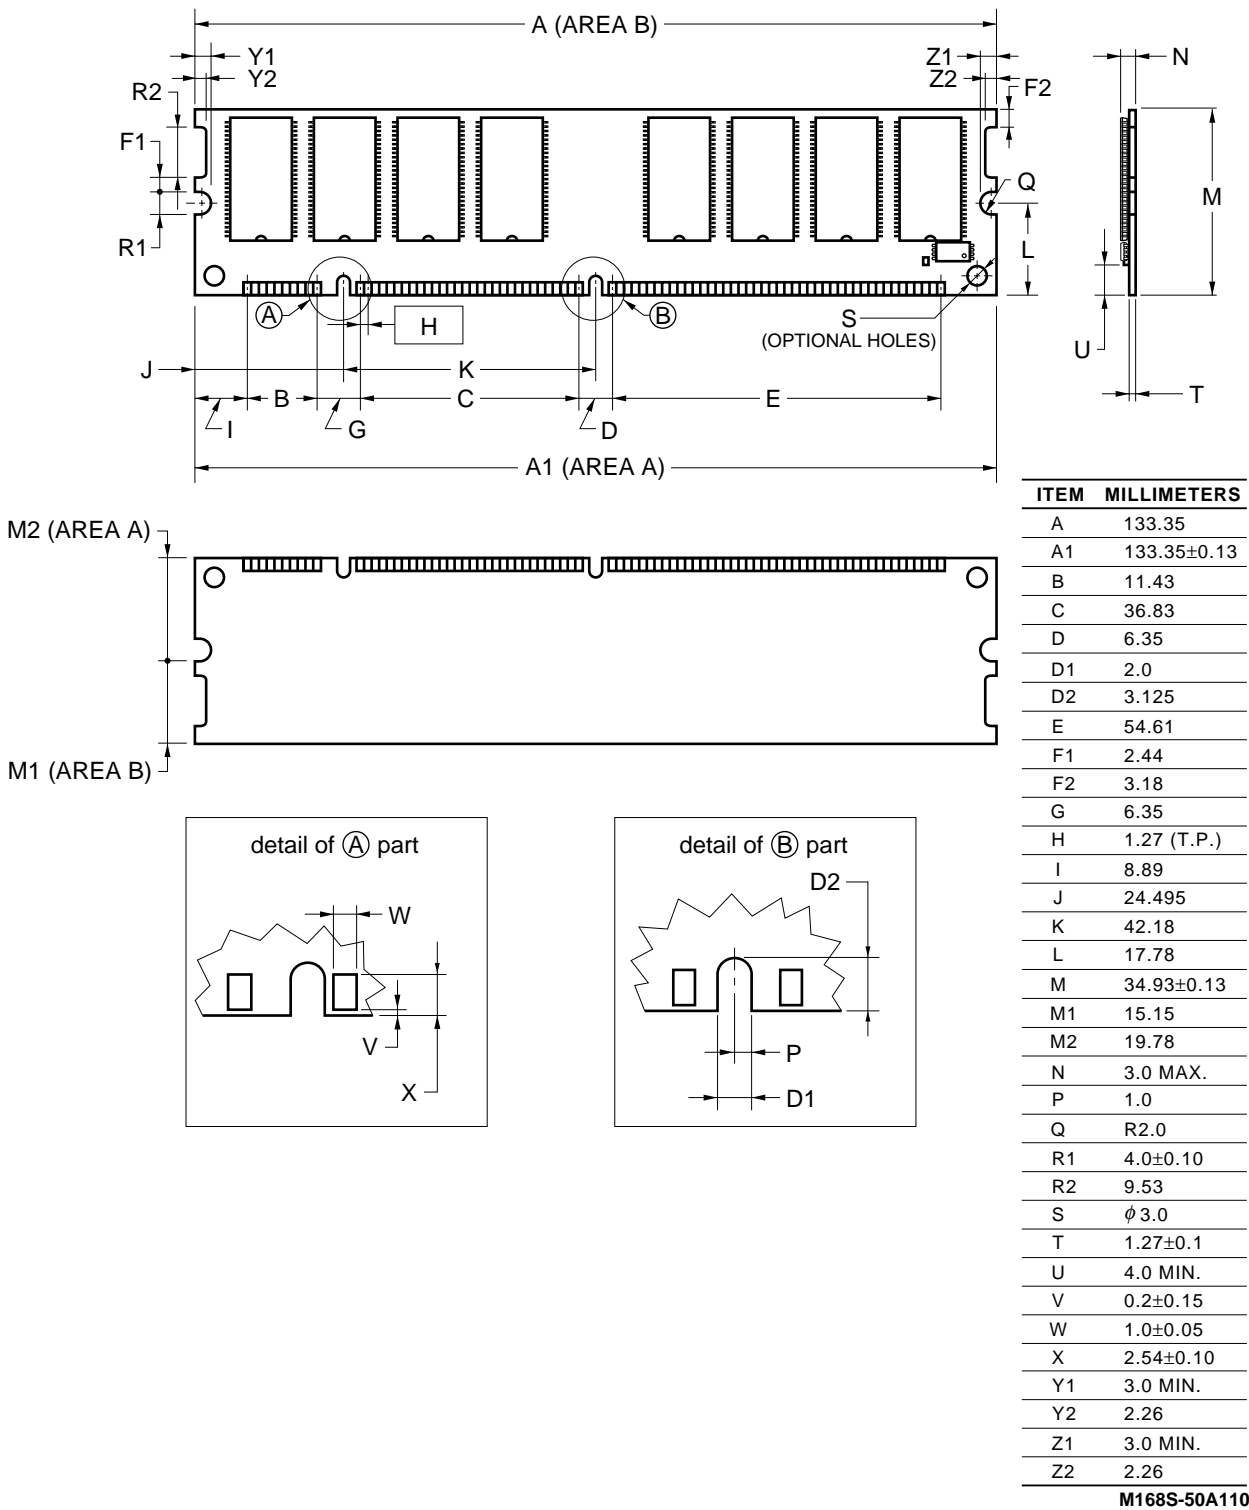 A (AREA B)
Y1
Z1
N
Y2
Z2
R2
F2
F1
Q
M
L
R1
A
H
S
B
(OPTIONAL HOLES)
U
J
K
B
C
E
T
I
G
D
A1 (AREA A)
M2 (AREA A)
M1 (AREA B)
detail of A part
W
V
X
detail of B part
D2
P
D1
ITEM MILLIMETERS
A 133.35
A1 133.35±0.13
B 11.43
C 36.83
D 6.35
D1 2.0
D2 3.125
E 54.61
F1 2.44
F2 3.18
G 6.35
H 1.27 (T.P.)
I 8.89
J 24.495
K 42.18
L 17.78
M 34.93±0.13
M1 15.15
M2 19.78
N 3.0 MAX.
P 1.0
Q R2.0
R1 4.0±0.10
R2 9.53
S ϕ 3.0
T 1.27±0.1
U 4.0 MIN.
V 0.2±0.15
W 1.0±0.05
X 2.54±0.10
Y1 3.0 MIN.
Y2 2.26
Z1 3.0 MIN.
Z2 2.26
M168S-50A110